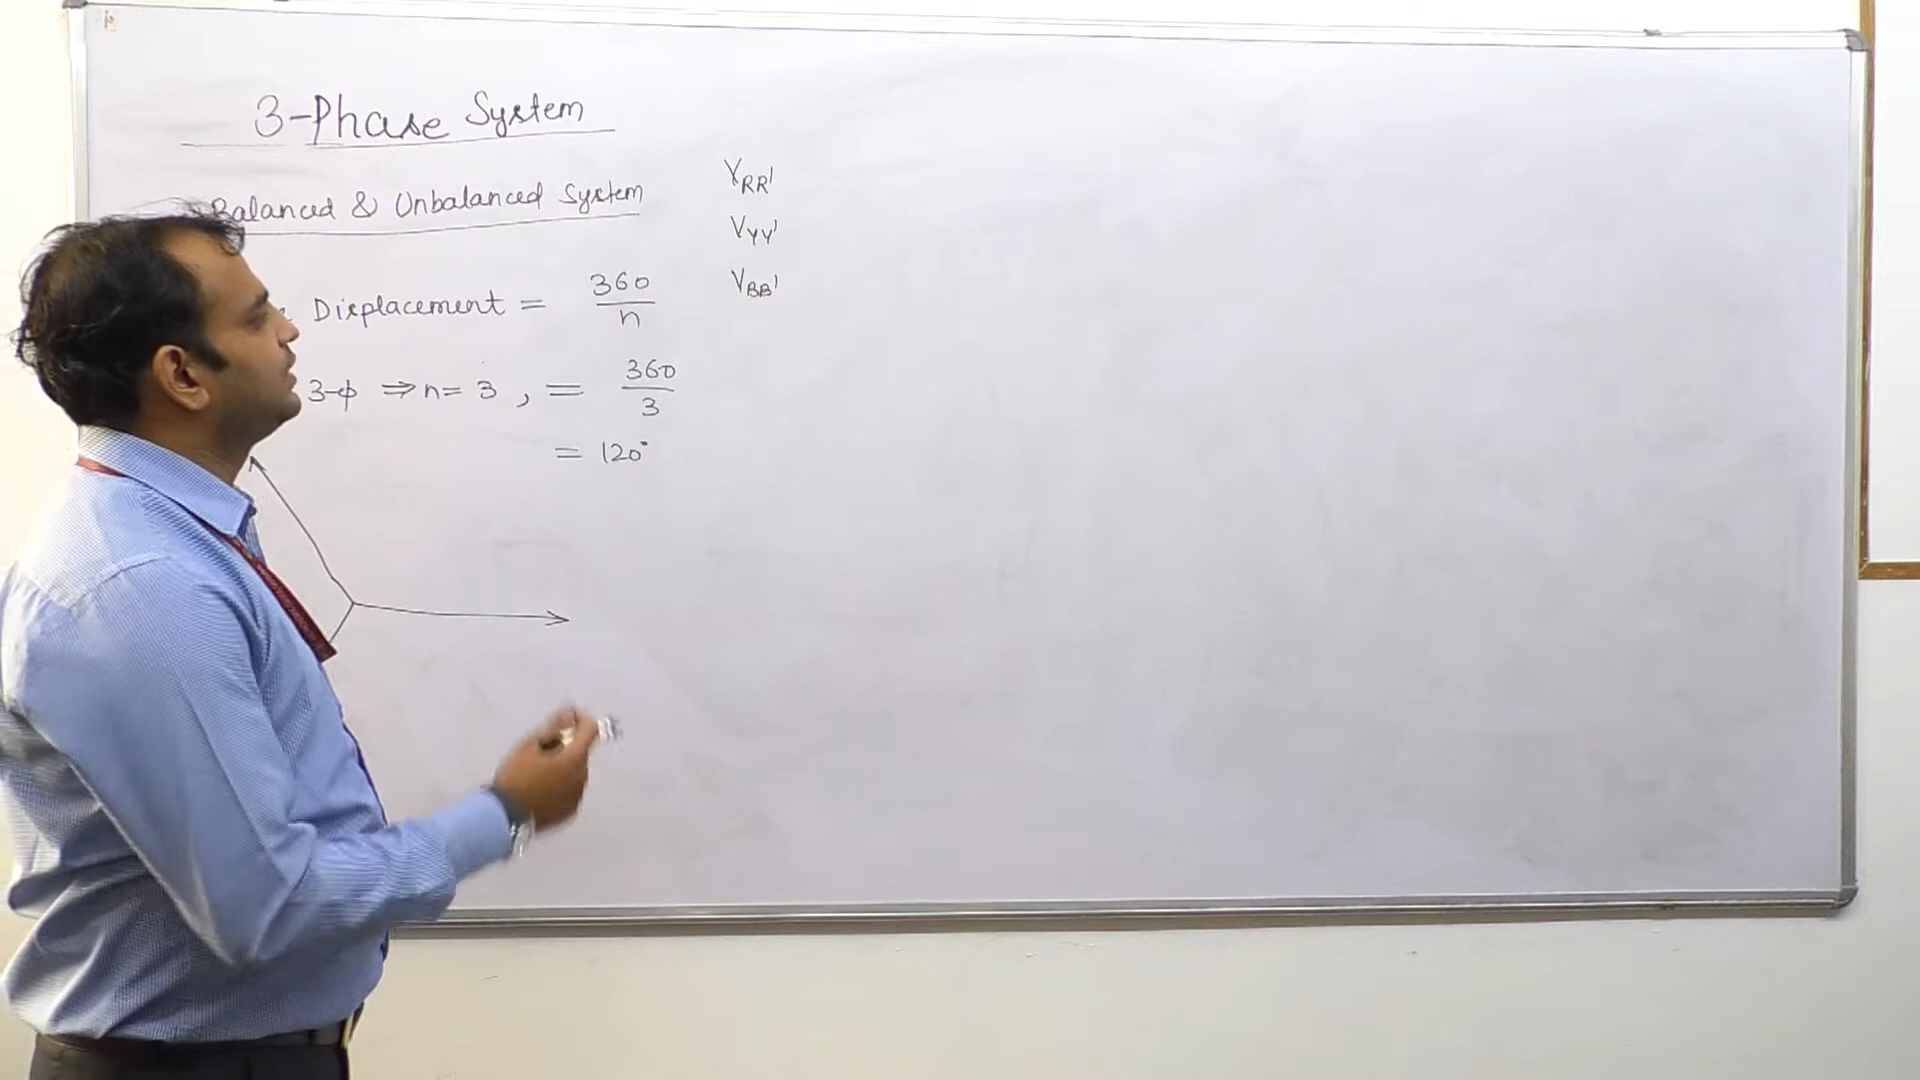 3-Phase System
Balanced & Unbalanced System
Displacement = 360/n
3-ϕ ⇒ n = 3 , = 360/3
= 120°
V_RR'
V_YY'
V_BB'